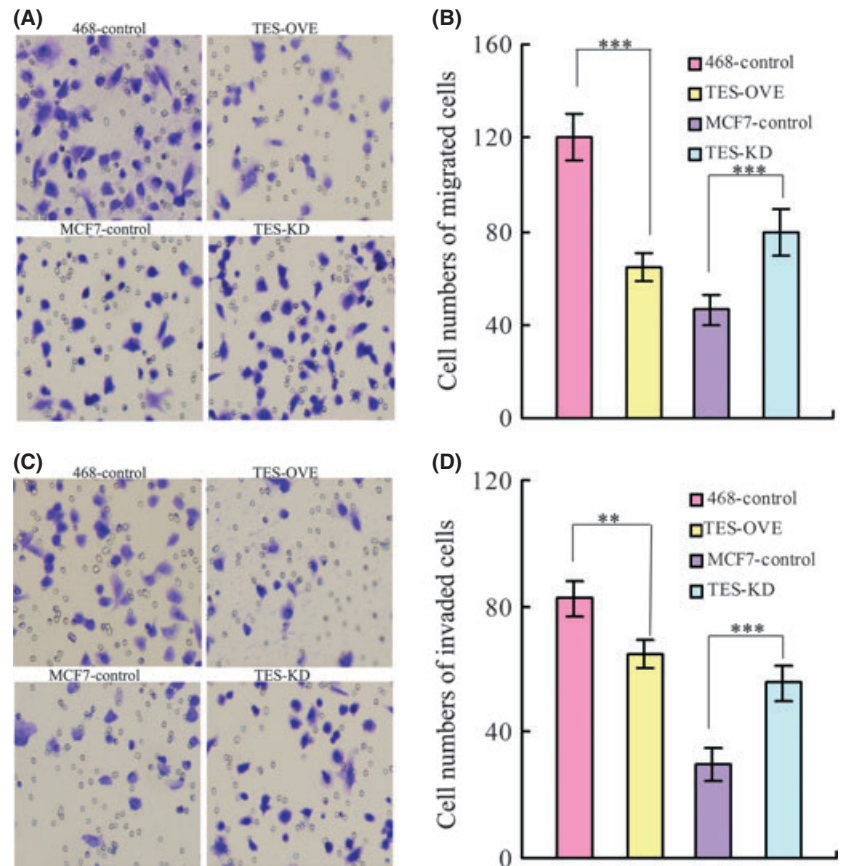 (A)
468-control TES-OVE
MCF7-control TES-KD
(B)
Cell numbers of migrated cells
160
120
80
40
0
***
***
468-control
TES-OVE
MCF7-control
TES-KD
(C)
468-control TES-OVE
MCF7-control TES-KD
(D)
Cell numbers of invaded cells
120
80
40
0
**
***
468-control
TES-OVE
MCF7-control
TES-KD